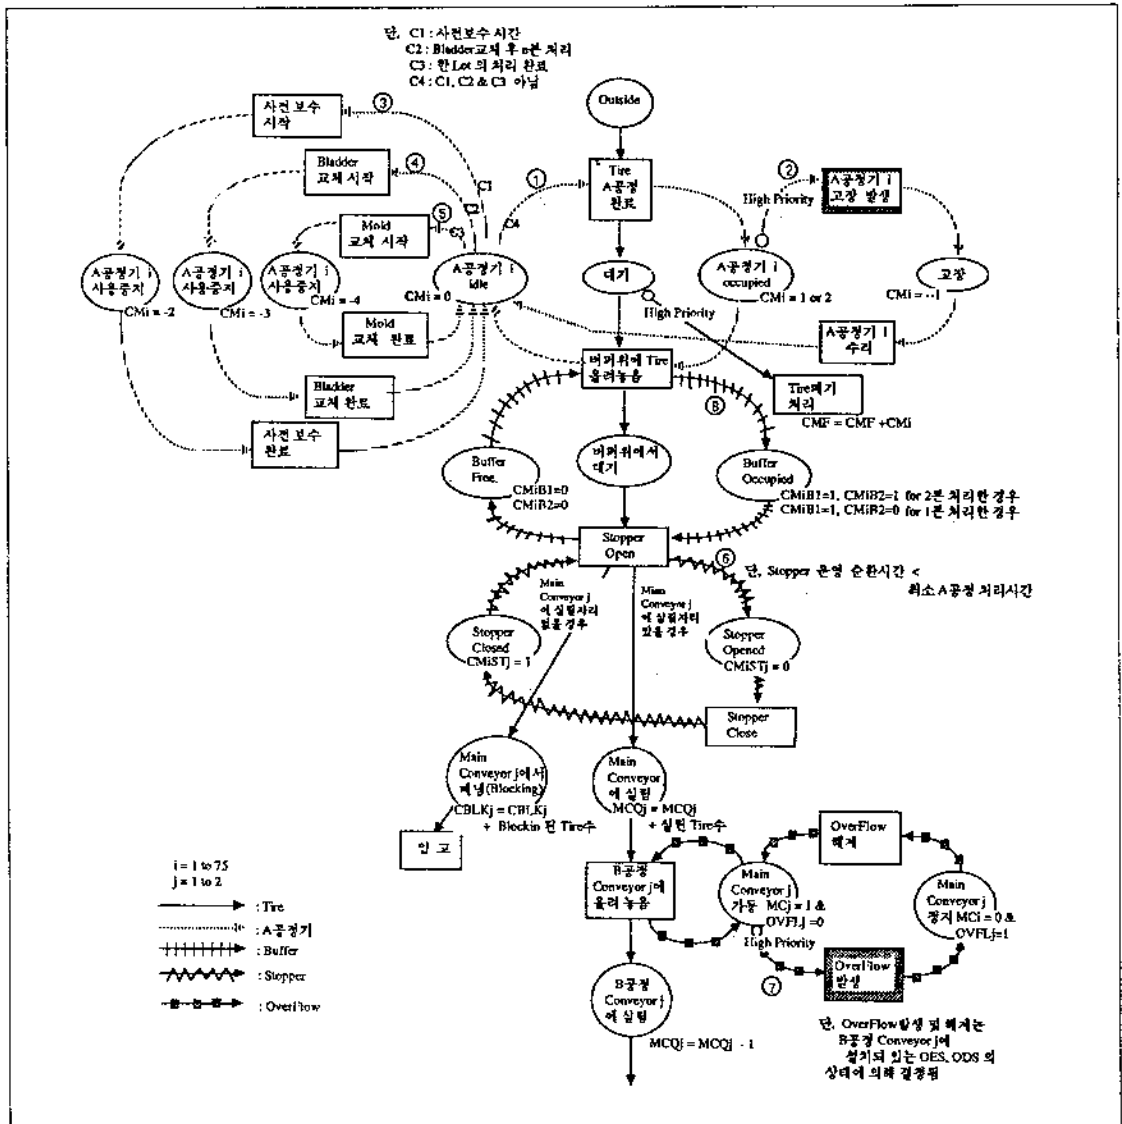 단, C1 : 사전보수 시간
C2 : Bladder교체 후 n본 처리
C3 : 한 Lot 의 처리 완료
C4 : C1, C2 & C3 아님
Outside
사전 보수
시작
③
Bladder
교체 시작
④
Mold
교체 시작
⑤
C1
C2
C3
C4
①
Tire
A공정
완료
②
High Priority
A공정기 i
고장 발생
A공정기 i
사용중지
CMi = -2
A공정기 i
사용중지
CMi = -3
A공정기 i
사용중지
CMi = -4
A공정기 i
idle
CMi = 0
대기
High Priority
A공정기 i
occupied
CMi = 1 or 2
고장
CMi = -1
Mold
교체 완료
A공정기 i
수리
버퍼위에 Tire
올려놓음
Bladder
교체 완료
Tire폐기
처리
CMF = CMF +CMi
⑧
사전 보수
완료
Buffer
Free
CMiB1=0
CMiB2=0
버퍼위에서
대기
Buffer
Occupied
CMiB1=1, CMiB2=1 for 2본 처리한 경우
CMiB1=1, CMiB2=0 for 1본 처리한 경우
Stopper
Open
⑥
단, Stopper 운영 순환시간 <
최소 A공정 처리시간
Main
Conveyor j
에 실릴자리
없을 경우
Mian
Conveyor j
에 실릴자리
있을 경우
Stopper
Closed
CMiSTj = 1
Stopper
Opened
CMiSTj = 0
Stopper
Close
Main
Conveyor j에서
(Blocking)
CBLKj = CBLKj
+ Blockin 된 Tire수
Main
Conveyor
에 실림
MCQj = MCQj
+ 실린 Tire수
입 고
OverFlow
해제
B공정
Conveyor j에
올려 놓음
Main
Conveyor j
가동 MCj = 1 &
OVFLj =0
High Priority
Main
Conveyor j
정지 MCi = 0 &
OVFLj=1
OverFlow
발생
⑦
i = 1 to 75
j = 1 to 2
: Tire
: A공정기
: Buffer
: Stopper
: Overflow
B공정
Conveyor j
에 실림
MCQj = MCQj - 1
단, OverFlow발생 및 해제는
B공정 Conveyor j에
설치되 있는 OES, ODS 의
상태에 의해 결정됨